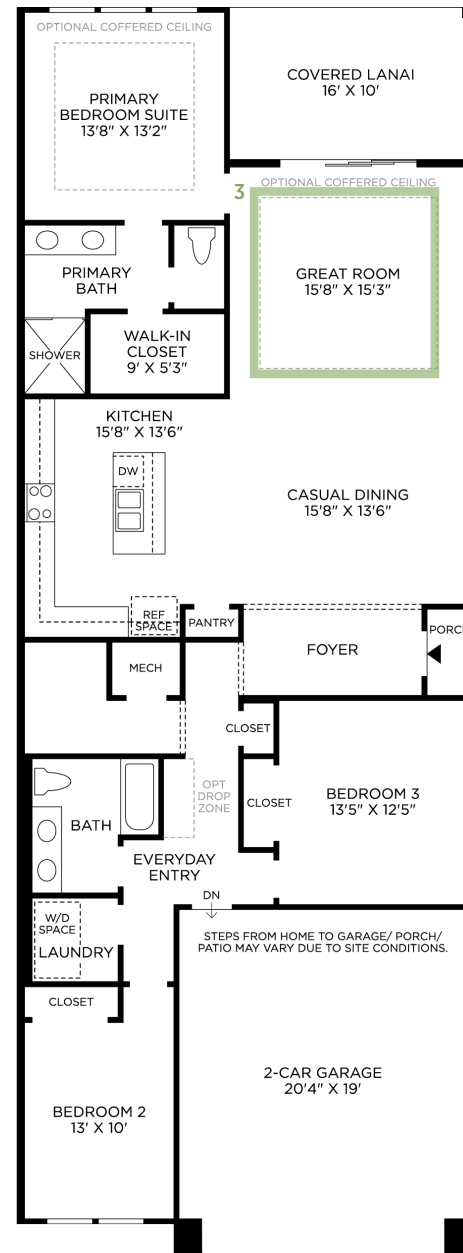 OPTIONAL COFFERED CEILING
PRIMARY
BEDROOM SUITE
13'8" X 13'2"
COVERED LANAI
16' X 10'
OPTIONAL COFFERED CEILING
3
GREAT ROOM
15'8" X 15'3"
PRIMARY
BATH
SHOWER
WALK-IN
CLOSET
9' X 5'3"
KITCHEN
15'8" X 13'6"
DW
CASUAL DINING
15'8" X 13'6"
REF
SPACE
PANTRY
FOYER
PORCH
MECH
CLOSET
OPT
DROP
ZONE
CLOSET
BEDROOM 3
13'5" X 12'5"
BATH
EVERYDAY
ENTRY
DN
W/D
SPACE
LAUNDRY
STEPS FROM HOME TO GARAGE/ PORCH/
PATIO MAY VARY DUE TO SITE CONDITIONS.
CLOSET
2-CAR GARAGE
20'4" X 19'
BEDROOM 2
13' X 10'